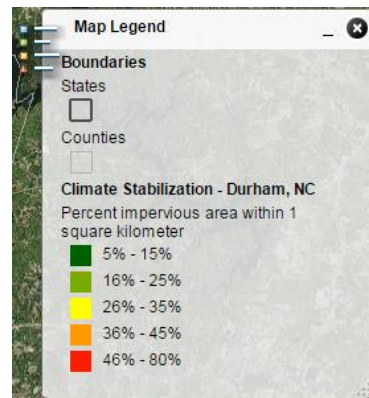 Map Legend
Boundaries
States
Counties
Climate Stabilization - Durham, NC
Percent impervious area within 1
square kilometer
5% - 15%
16% - 25%
26% - 35%
36% - 45%
46% - 80%